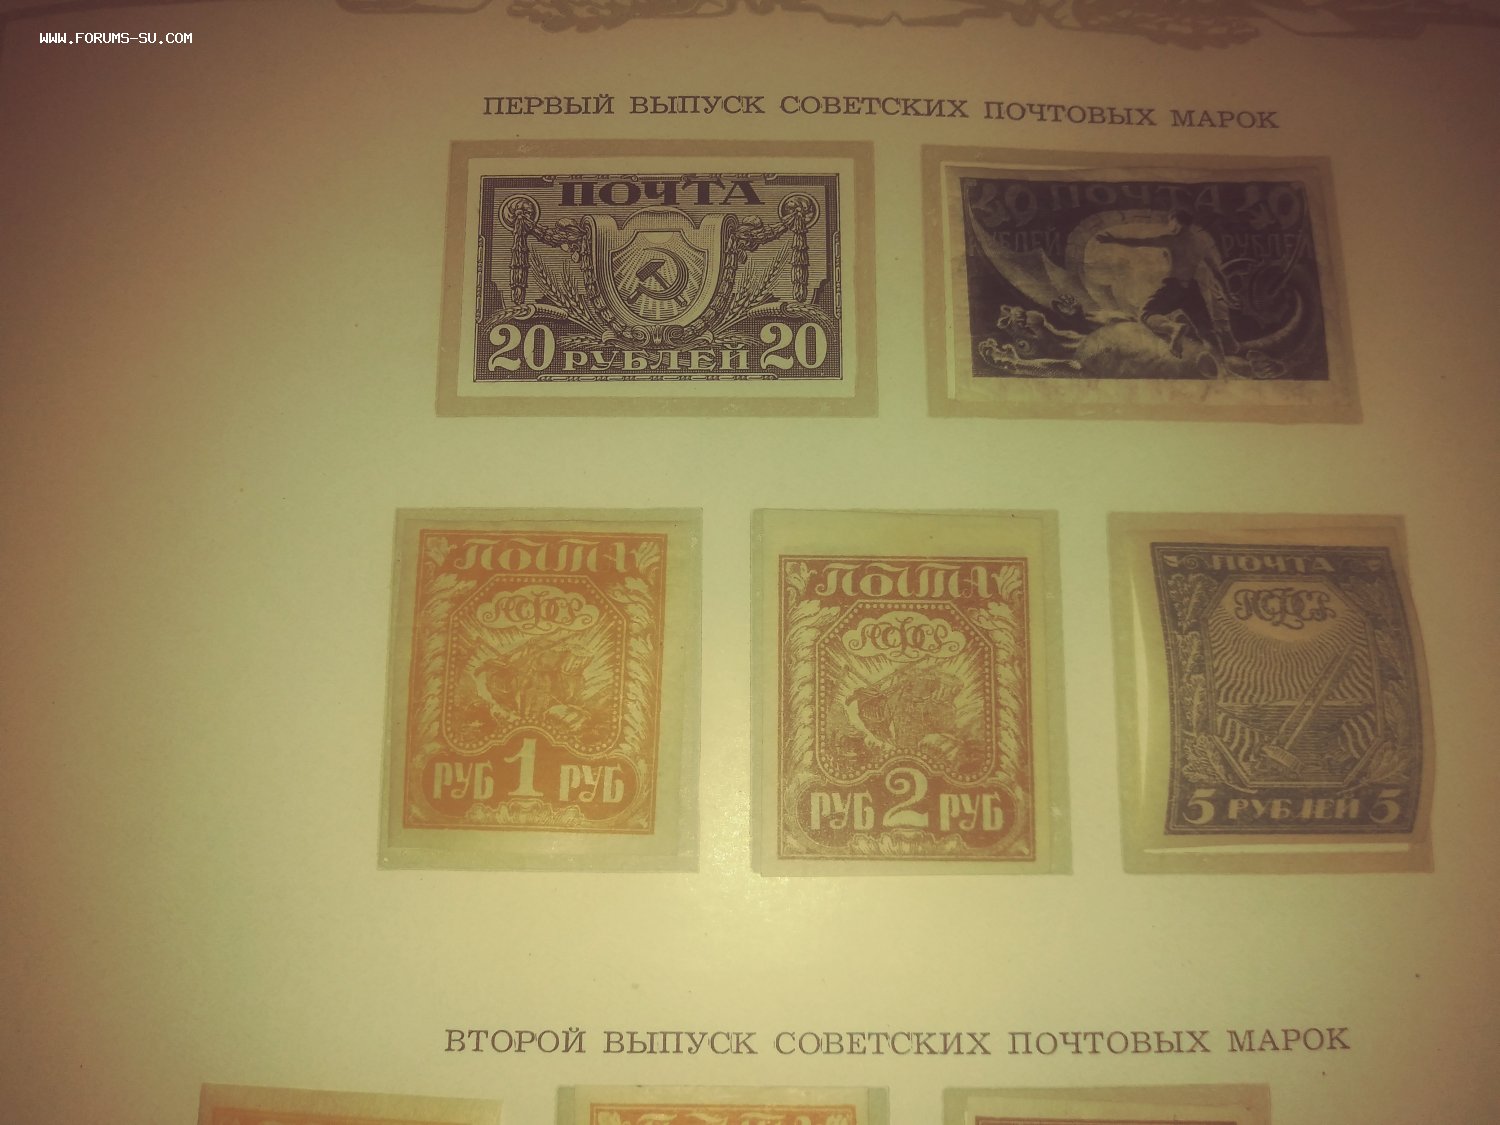 WWW.FORUMS-SU.COM
ПЕРВЫЙ ВЫПУСК СОВЕТСКИХ ПОЧТОВЫХ МАРОК
ПОЧТА
20 РУБЛЕЙ 20
ПОЧТА
РУБЛЕЙ РУБЛЕЙ
ПОЧТА
РСФСР
РУБ 1 РУБ
ПОЧТА
РСФСР
РУБ 2 РУБ
ПОЧТА
РСФСР
5 РУБЛЕЙ 5
ВТОРОЙ ВЫПУСК СОВЕТСКИХ ПОЧТОВЫХ МАРОК